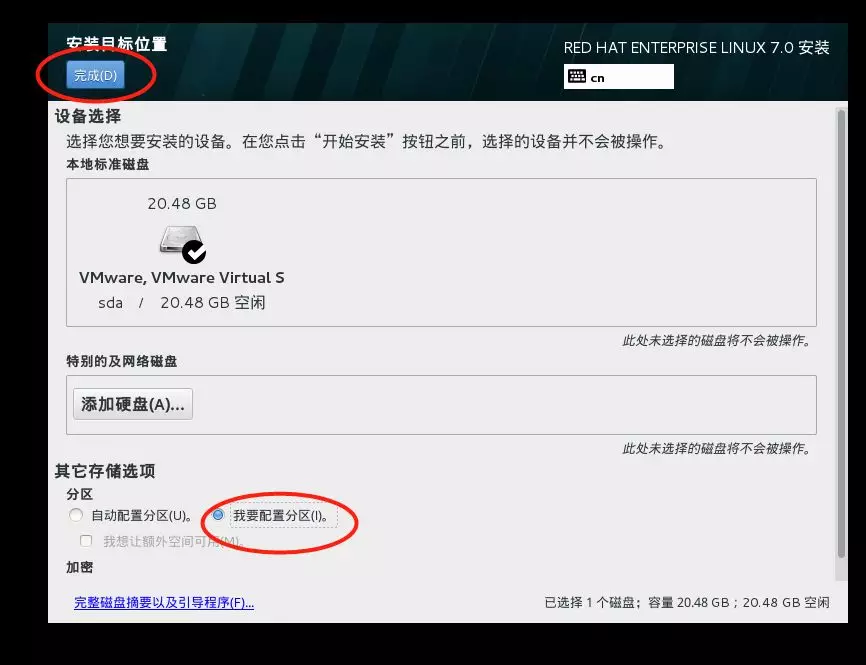 安装目标位置
RED HAT ENTERPRISE LINUX 7.0 安装
完成(D)
cn
设备选择
选择您想要安装的设备。在您点击“开始安装”按钮之前，选择的设备并不会被操作。
本地标准磁盘
20.48 GB
VMware, VMware Virtual S
sda / 20.48 GB 空闲
此处未选择的磁盘将不会被操作。
特别的及网络磁盘
添加硬盘(A)...
此处未选择的磁盘将不会被操作。
其它存储选项
分区
自动配置分区(U)。 我要配置分区(I)。
我想让额外空间可用(M)。
加密
完整磁盘摘要以及引导程序(F)... 已选择 1 个磁盘；容量 20.48 GB；20.48 GB 空闲